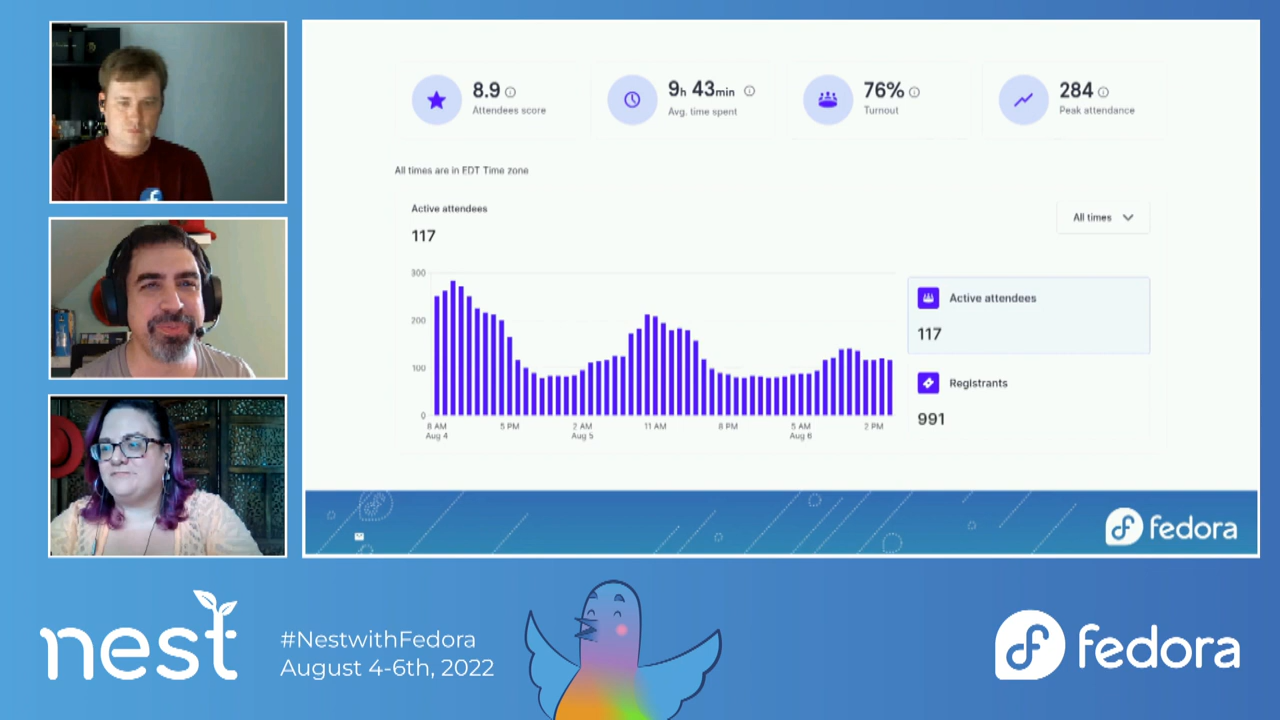 8.9
Attendees score
9h 43min
Avg. time spent
76%
Turnout
284
Peak attendance
All times are in EDT Time zone
Active attendees
117
All times
300
200
100
0
8 AM
Aug 4
5 PM
2 AM
Aug 5
11 AM
8 PM
5 AM
Aug 6
2 PM
Active attendees
117
Registrants
991
fedora
nest
#NestwithFedora
August 4-6th, 2022
fedora